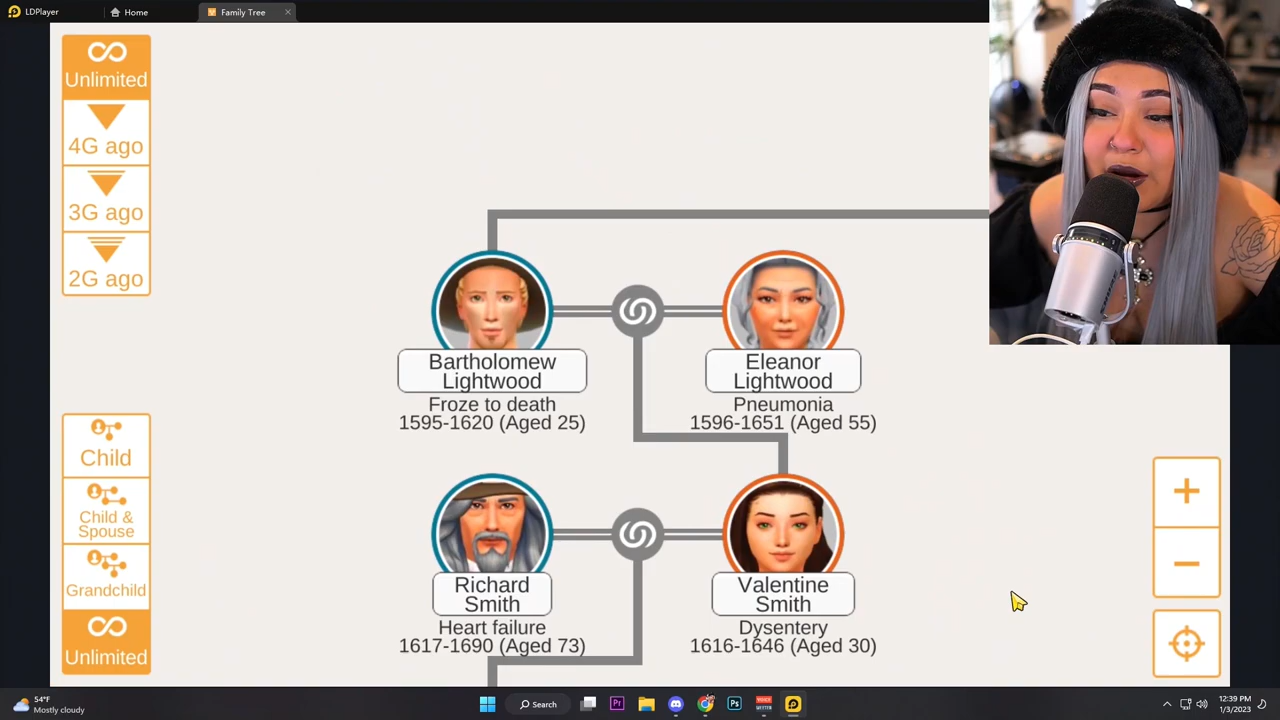 LDPlayer
Home
Family Tree
Unlimited
4G ago
3G ago
2G ago
Bartholomew
Lightwood
Froze to death
1595-1620 (Aged 25)
Eleanor
Lightwood
Pneumonia
1596-1651 (Aged 55)
Child
Child &
Spouse
Grandchild
Unlimited
Richard
Smith
Heart failure
1617-1690 (Aged 73)
Valentine
Smith
Dysentery
1616-1646 (Aged 30)
54°F
Mostly cloudy
Search
Pr
Ps
12:39 PM
1/3/2023